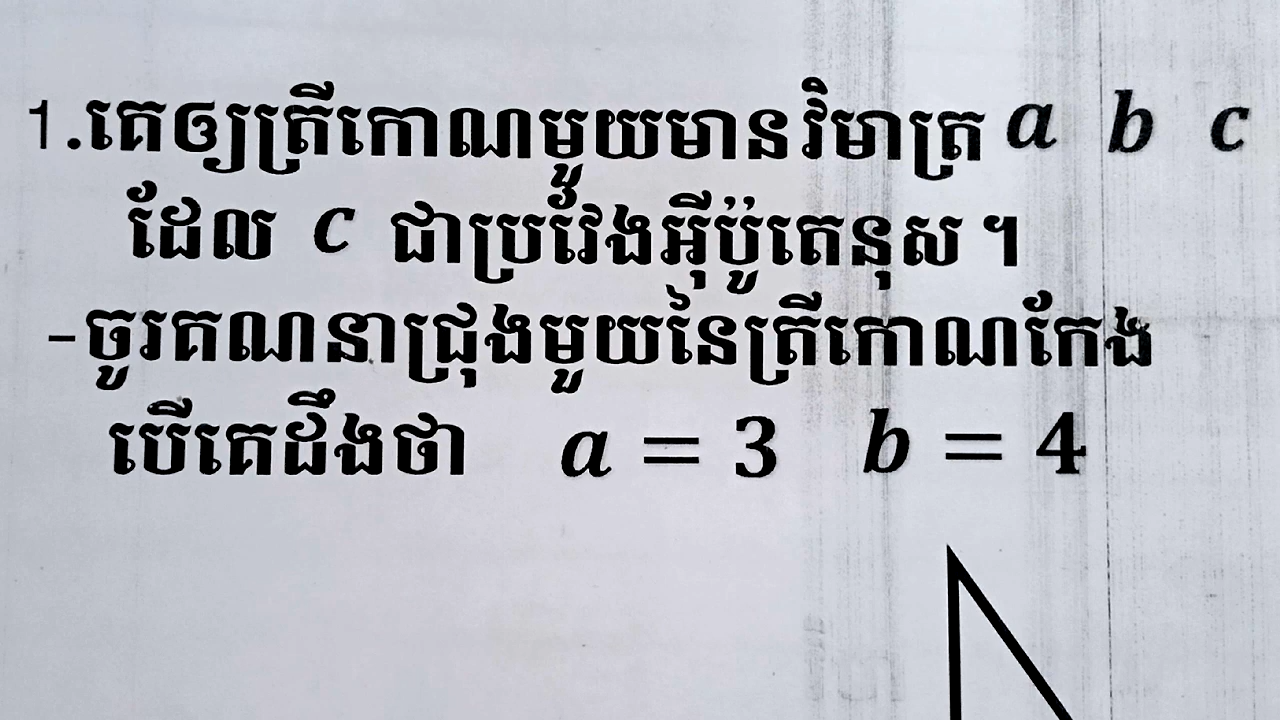 1.គេឲ្យត្រីកោណមួយមានវិមាត្រ a b c
ដែល c ជាប្រវែងអ៊ីប៉ូតេនុស ។
-ចូរគណនាជ្រុងមួយនៃត្រីកោណកែង
បើគេដឹងថា a = 3 b = 4